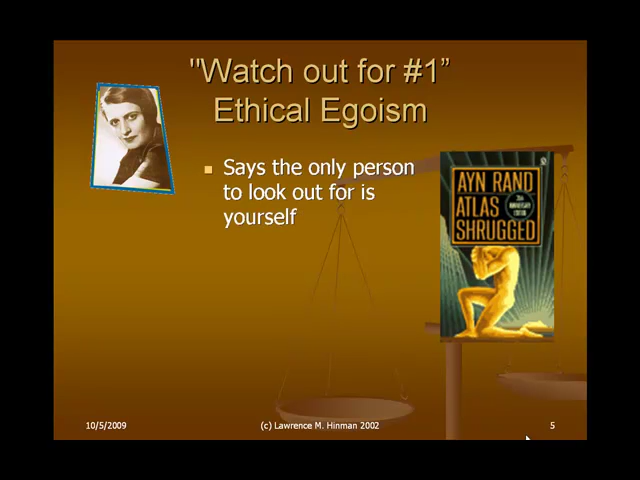 "Watch out for #1”
Ethical Egoism
Says the only person
to look out for is
yourself
AYN RAND
ATLAS
SHRUGGED
10/5/2009
(c) Lawrence M. Hinman 2002
5